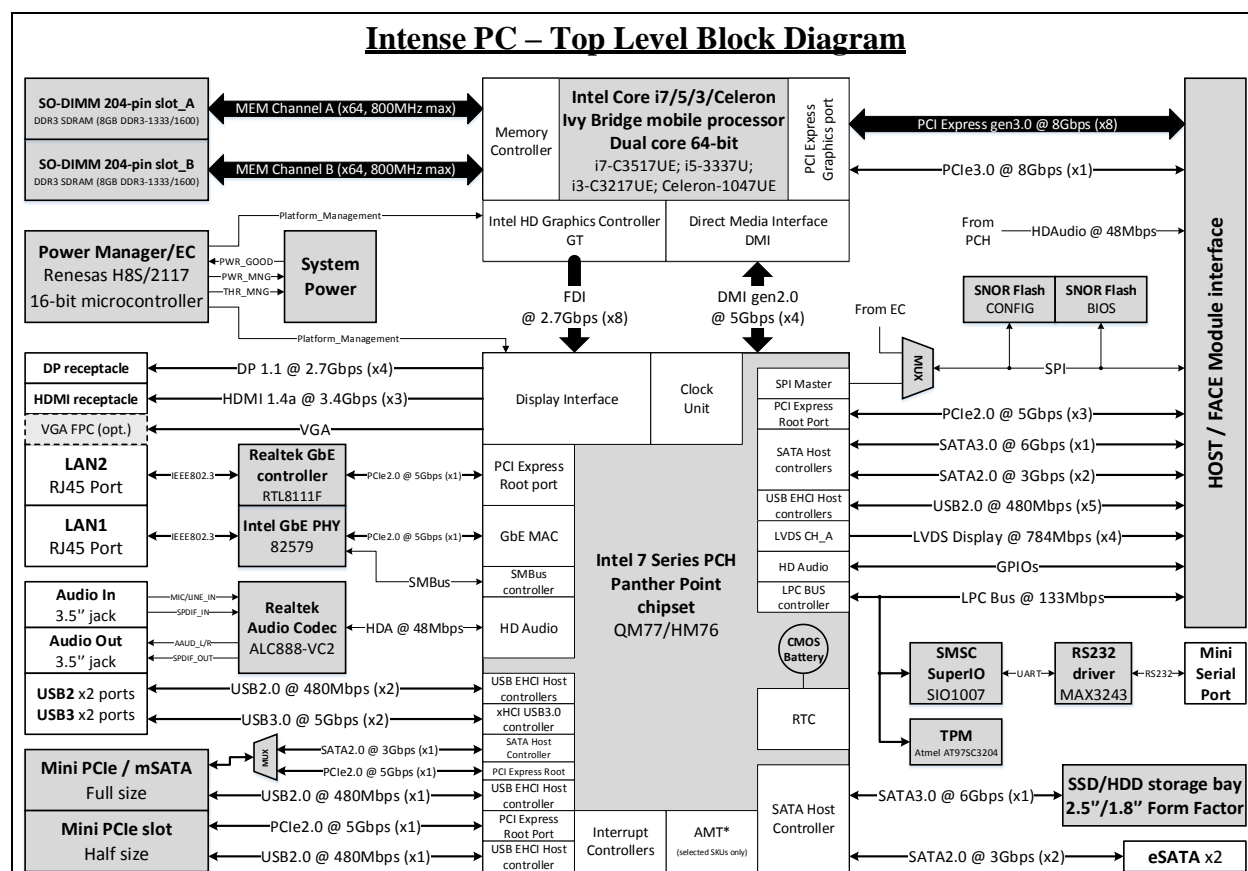 Intense PC – Top Level Block Diagram
SO-DIMM 204-pin slot_A
DDR3 SDRAM (8GB DDR3-1333/1600)
SO-DIMM 204-pin slot_B
DDR3 SDRAM (8GB DDR3-1333/1600)
MEM Channel A (x64, 800MHz max)
MEM Channel B (x64, 800MHz max)
Memory
Controller
Intel Core i7/5/3/Celeron
Ivy Bridge mobile processor
Dual core 64-bit
i7-C3517UE; i5-3337U;
i3-C3217UE; Celeron-1047UE
PCI Express
Graphics port
PCI Express gen3.0 @ 8Gbps (x8)
PCIe3.0 @ 8Gbps (x1)
HOST / FACE Module interface
Intel HD Graphics Controller
GT
Direct Media Interface
DMI
From
PCH
HDAudio @ 48Mbps
Platform_Management
Power Manager/EC
Renesas H8S/2117
16-bit microcontroller
PWR_GOOD
PWR_MNG
THR_MNG
System
Power
Platform_Management
FDI
@ 2.7Gbps (x8)
DMI gen2.0
@ 5Gbps (x4)
From EC
MUX
SNOR Flash
CONFIG
SNOR Flash
BIOS
SPI
DP receptacle
DP 1.1 @ 2.7Gbps (x4)
HDMI receptacle
HDMI 1.4a @ 3.4Gbps (x3)
VGA FPC (opt.)
VGA
Display Interface
Clock
Unit
SPI Master
PCI Express
Root Port
PCIe2.0 @ 5Gbps (x3)
SATA Host
controllers
SATA3.0 @ 6Gbps (x1)
SATA2.0 @ 3Gbps (x2)
USB EHCI Host
controllers
USB2.0 @ 480Mbps (x5)
LVDS CH_A
LVDS Display @ 784Mbps (x4)
HD Audio
GPIOs
LPC BUS
controller
LPC Bus @ 133Mbps
LAN2
RJ45 Port
IEEE802.3
Realtek GbE
controller
RTL8111F
PCIe2.0 @ 5Gbps (x1)
PCI Express
Root port
LAN1
RJ45 Port
IEEE802.3
Intel GbE PHY
82579
PCIe2.0 @ 5Gbps (x1)
GbE MAC
SMBus
SMBus
controller
Intel 7 Series PCH
Panther Point
chipset
QM77/HM76
Audio In
3.5’’ jack
MIC/LINE_IN
SPDIF_IN
Audio Out
3.5’’ jack
AAUD_L/R
SPDIF_OUT
Realtek
Audio Codec
ALC888-VC2
HDA @ 48Mbps
HD Audio
CMOS
Battery
RTC
SMSC
SuperIO
SIO1007
UART
RS232
driver
MAX3243
RS232
Mini
Serial
Port
TPM
Atmel AT97SC3204
USB2 x2 ports
USB3 x2 ports
USB2.0 @ 480Mbps (x2)
USB EHCI Host
controllers
USB3.0 @ 5Gbps (x2)
xHCI USB3.0
controller
Mini PCIe / mSATA
Full size
MUX
SATA2.0 @ 3Gbps (x1)
SATA Host
Controller
PCIe2.0 @ 5Gbps (x1)
PCI Express Root
USB2.0 @ 480Mbps (x1)
USB EHCI Host
controller
Mini PCIe slot
Half size
PCIe2.0 @ 5Gbps (x1)
PCI Express
Root Port
USB2.0 @ 480Mbps (x1)
USB EHCI Host
controller
Interrupt
Controllers
AMT*
(selected SKUs only)
SATA Host
Controller
SATA3.0 @ 6Gbps (x1)
SSD/HDD storage bay
2.5’’/1.8’’ Form Factor
SATA2.0 @ 3Gbps (x2)
eSATA x2